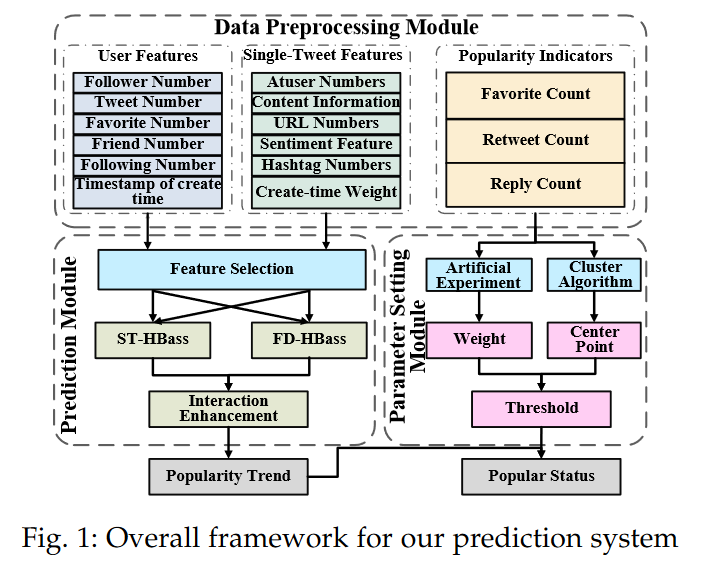 Data Preprocessing Module
User Features
Follower Number
Tweet Number
Favorite Number
Friend Number
Following Number
Timestamp of create
time
Single-Tweet Features
Atuser Numbers
Content Information
URL Numbers
Sentiment Feature
Hashtag Numbers
Create-time Weight
Popularity Indicators
Favorite Count
Retweet Count
Reply Count
Prediction Module
Feature Selection
ST-HBass
FD-HBass
Interaction
Enhancement
Parameter Setting
Module
Artificial
Experiment
Cluster
Algorithm
Weight
Center
Point
Threshold
Popularity Trend
Popular Status
Fig. 1: Overall framework for our prediction system